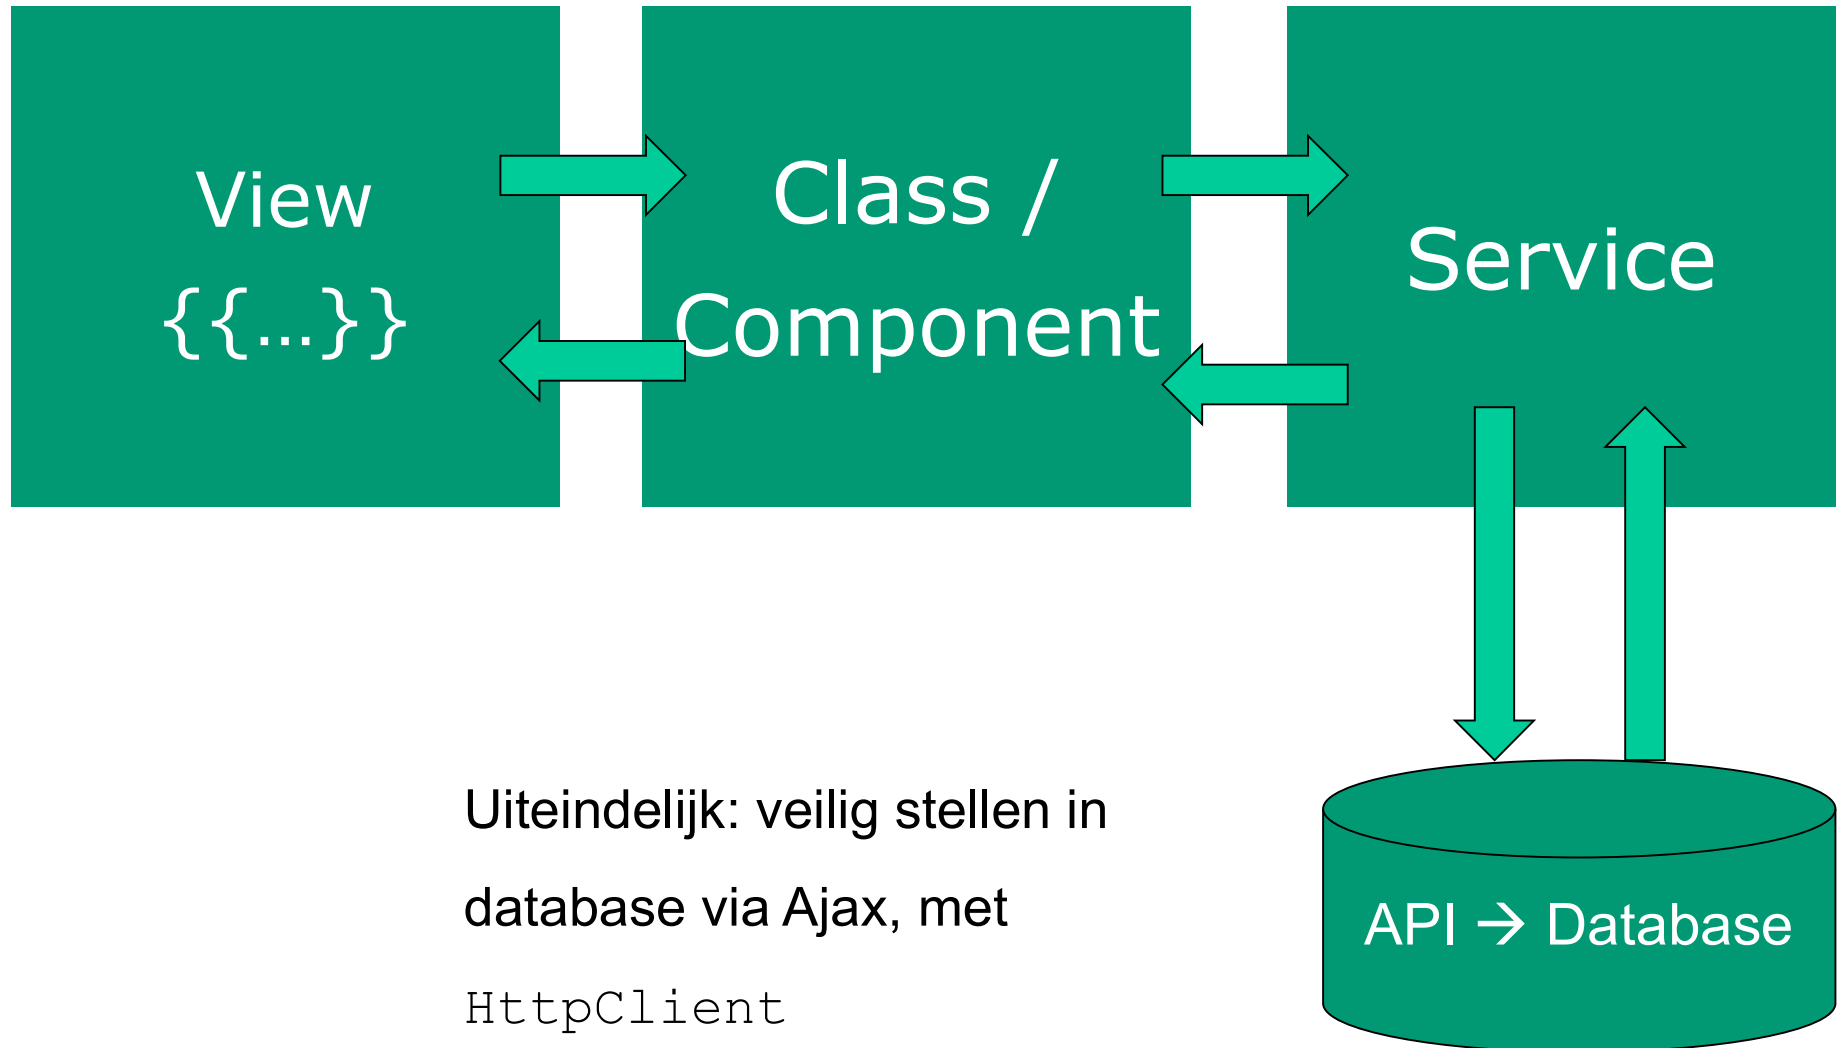 View
{{…}}
Class /
Component
Service
Uiteindelijk: veilig stellen in
database via Ajax, met
HttpClient
API → Database